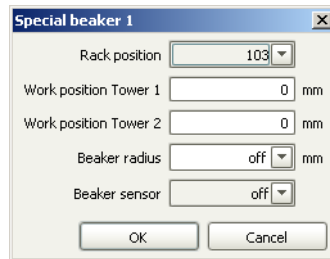 Special beaker 1
Rack position 103
Work position Tower 1 0 mm
Work position Tower 2 0 mm
Beaker radius off mm
Beaker sensor off
OK Cancel